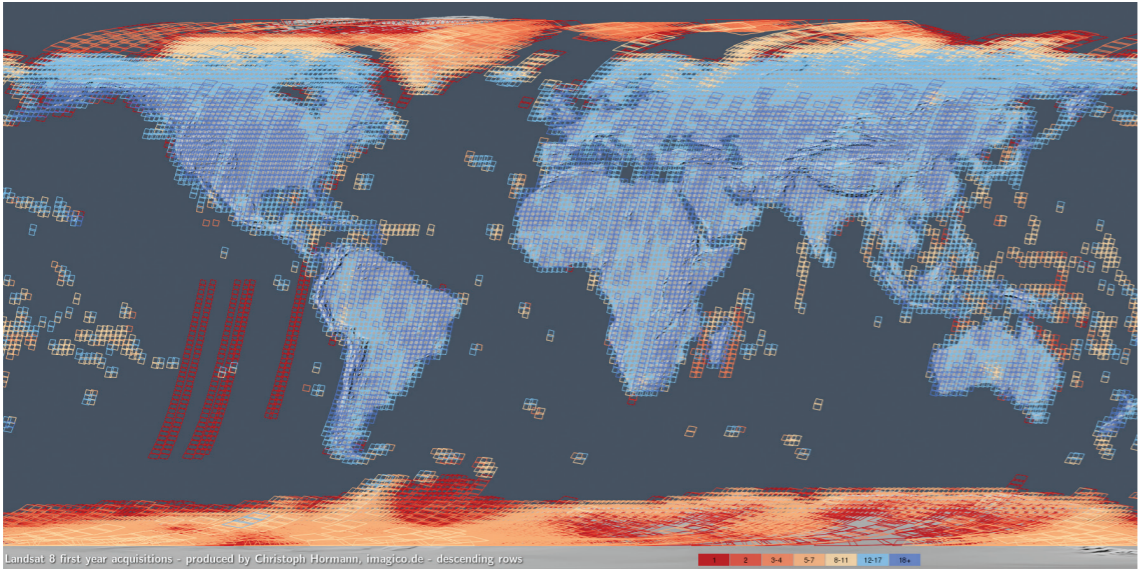 Landsat 8 first year acquisitions - produced by Christoph Hormann, imagico.de - descending rows
1 2 3-4 5-7 8-11 12-17 18+